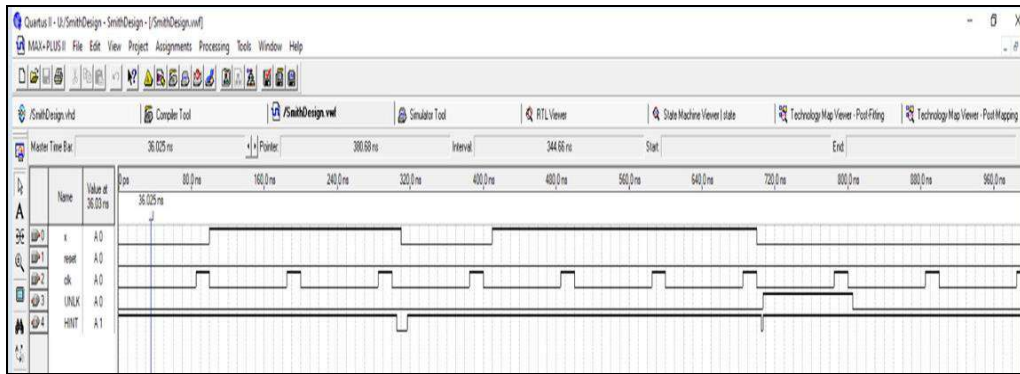 Quartus II - U:/SmithDesign - SmithDesign - [/SmithDesign.vwf]
MAX+PLUS II File Edit View Project Assignments Processing Tools Window Help
/SmithDesign.vhd Compiler Tool /SmithDesign.vwf Simulator Tool RTL Viewer State Machine Viewer | state Technology Map Viewer - Post-Fitting Technology Map Viewer - Post-Mapping
Master Time Bar: 36.025 ns Pointer: 380.68 ns Interval: 344.66 ns Start: End:
Name Value at 36.03 ns
0 ps 80.0 ns 160.0 ns 240.0 ns 320.0 ns 400.0 ns 480.0 ns 560.0 ns 640.0 ns 720.0 ns 800.0 ns 880.0 ns 960.0 ns
36.025 ns
0 x A 0
1 reset A 0
2 clk A 0
3 UNLK A 0
4 HINT A 1